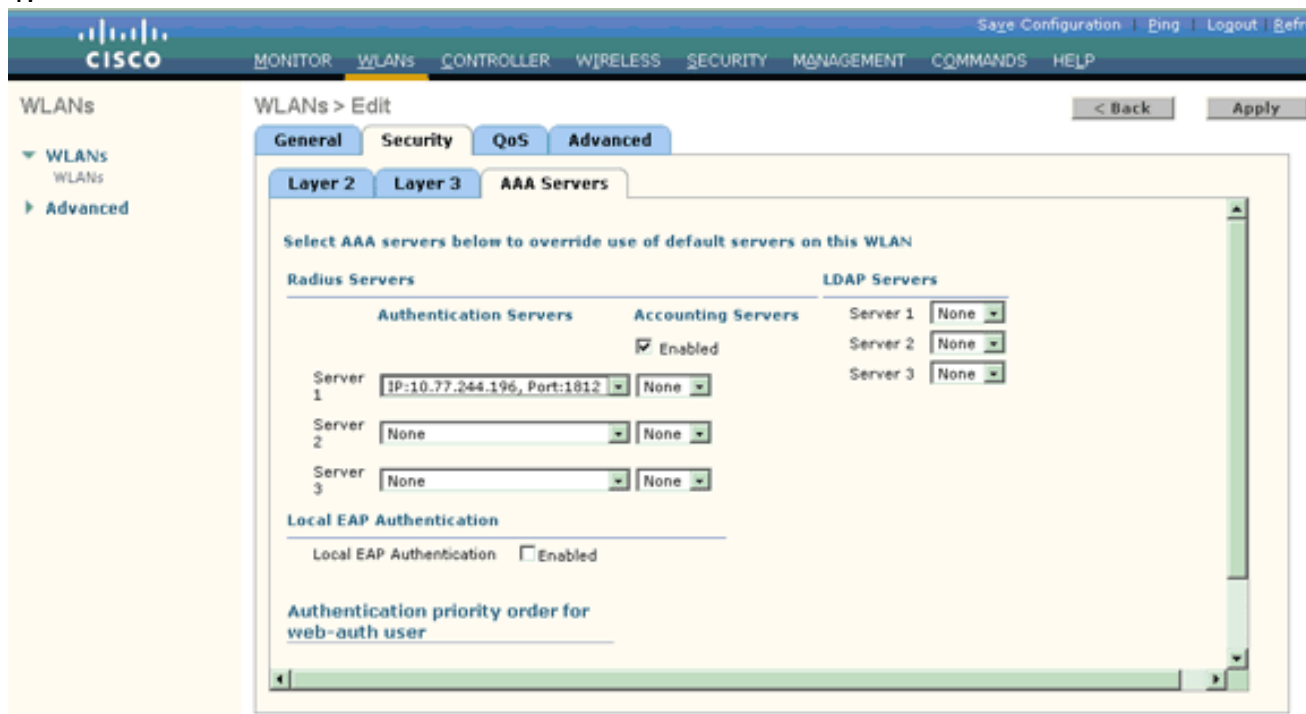 Save Configuration | Ping | Logout | Refr
CISCO
MONITOR WLANs CONTROLLER WIRELESS SECURITY MANAGEMENT COMMANDS HELP
WLANs
WLANs
WLANs
Advanced
WLANs > Edit
< Back Apply
General Security QoS Advanced
Layer 2 Layer 3 AAA Servers
Select AAA servers below to override use of default servers on this WLAN
Radius Servers
Authentication Servers Accounting Servers
Enabled
Server 1 IP:10.77.244.196, Port:1812 None
Server 2 None None
Server 3 None None
LDAP Servers
Server 1 None
Server 2 None
Server 3 None
Local EAP Authentication
Local EAP Authentication Enabled
Authentication priority order for
web-auth user